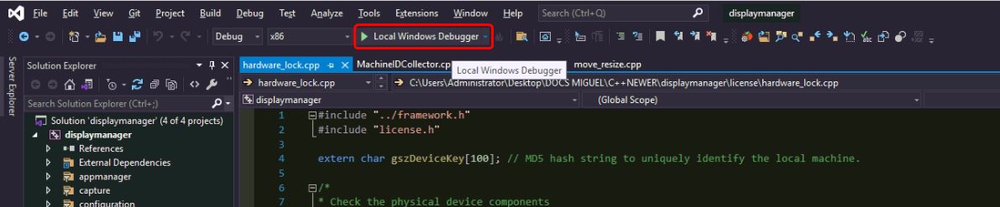 File Edit View Git Project Build Debug Test Analyze Tools Extensions Window Help Search (Ctrl+Q) displaymanager
Debug x86 Local Windows Debugger
Server Explorer
Solution Explorer
Search Solution Explorer (Ctrl+;)
Solution 'displaymanager' (4 of 4 projects)
displaymanager
References
External Dependencies
appmanager
capture
configuration
hardware_lock.cpp MachineIDCollector.cp move_resize.cpp
Local Windows Debugger
hardware_lock.cpp C:\Users\Administrator\Desktop\DOCS MIGUEL\C++NEWER\displaymanager\license\hardware_lock.cpp
displaymanager (Global Scope)
1 #include "../framework.h"
2 #include "license.h"
3
4 extern char gszDeviceKey[100]; // MD5 hash string to uniquely identify the local machine.
5
6 /*
7 * Check the physical device components